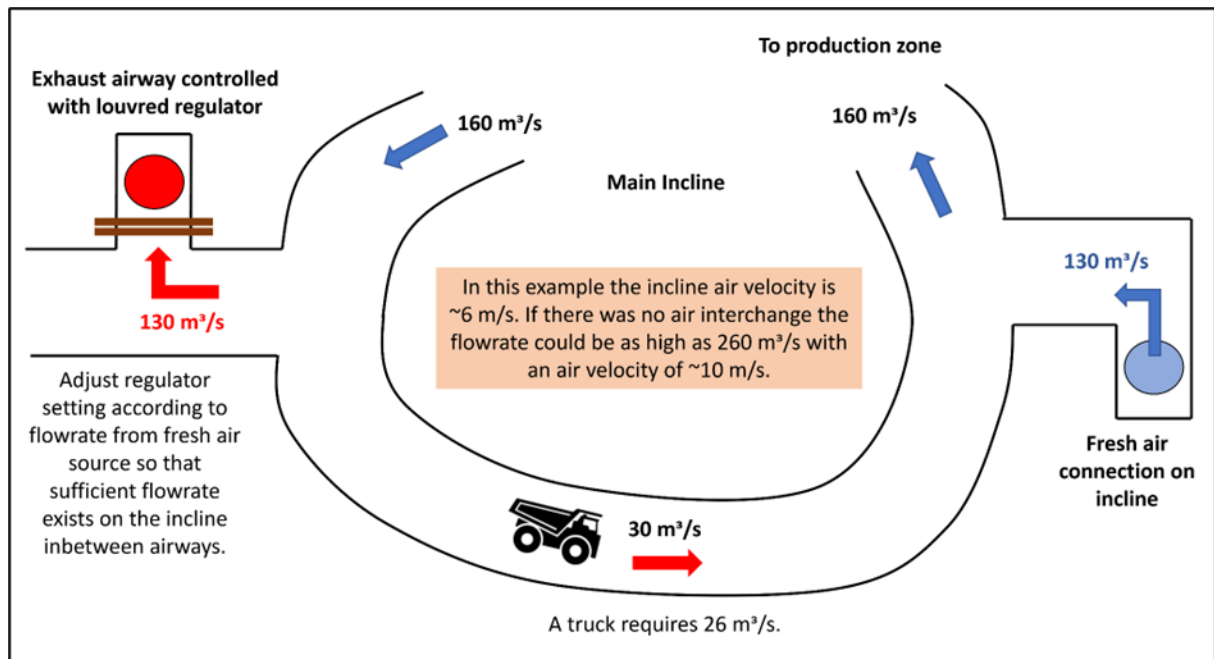 To production zone
Exhaust airway controlled
with louvred regulator
160 m³/s
160 m³/s
Main Incline
130 m³/s
130 m³/s
In this example the incline air velocity is
~6 m/s. If there was no air interchange the
flowrate could be as high as 260 m³/s with
an air velocity of ~10 m/s.
Adjust regulator
setting according to
flowrate from fresh air
source so that
sufficient flowrate
exists on the incline
inbetween airways.
Fresh air
connection on
incline
30 m³/s
A truck requires 26 m³/s.